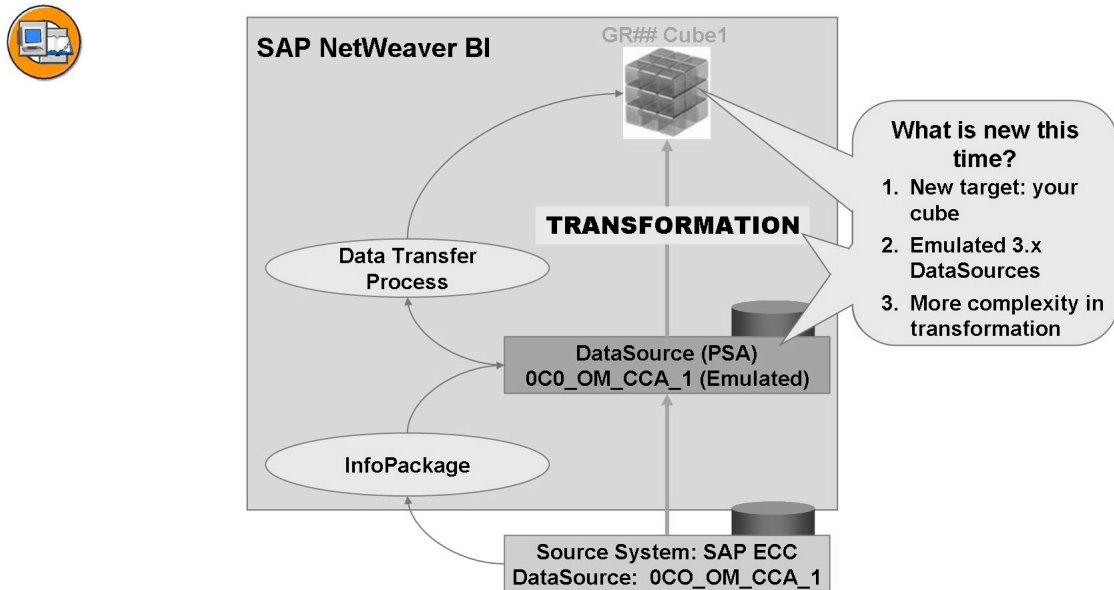 SAP NetWeaver BI
GR## Cube1
What is new this
time?
1. New target: your
cube
2. Emulated 3.x
DataSources
3. More complexity in
transformation
TRANSFORMATION
Data Transfer
Process
DataSource (PSA)
0C0_OM_CCA_1 (Emulated)
InfoPackage
Source System: SAP ECC
DataSource: 0CO_OM_CCA_1